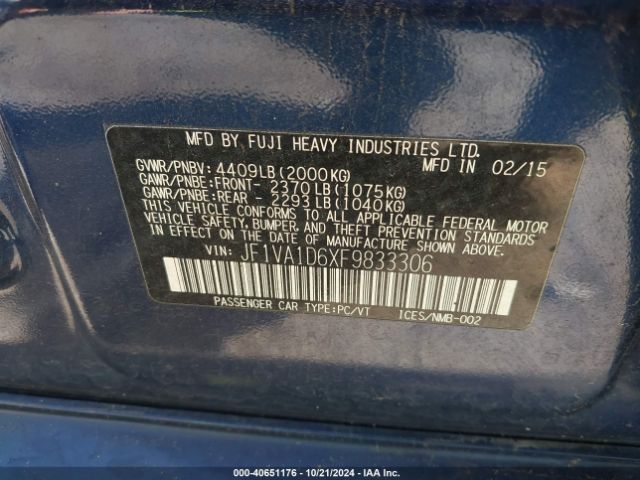 MFD BY FUJI HEAVY INDUSTRIES LTD.
GVWR/PNBV: 4409LB(2000KG) MFD IN 02/15
GAWR/PNBE:FRONT- 2370LB(1075KG)
GAWR/PNBE:REAR - 2293LB(1040KG)
THIS VEHICLE CONFORMS TO ALL APPLICABLE FEDERAL MOTOR
VEHICLE SAFETY, BUMPER, AND THEFT PREVENTION STANDARDS
IN EFFECT ON THE DATE OF MANUFACTURE SHOWN ABOVE.
VIN: JF1VA1D6XF9833306
PASSENGER CAR TYPE:PC/VT ICES/NMB-002
000-40651176 - 10/21/2024 - IAA Inc.